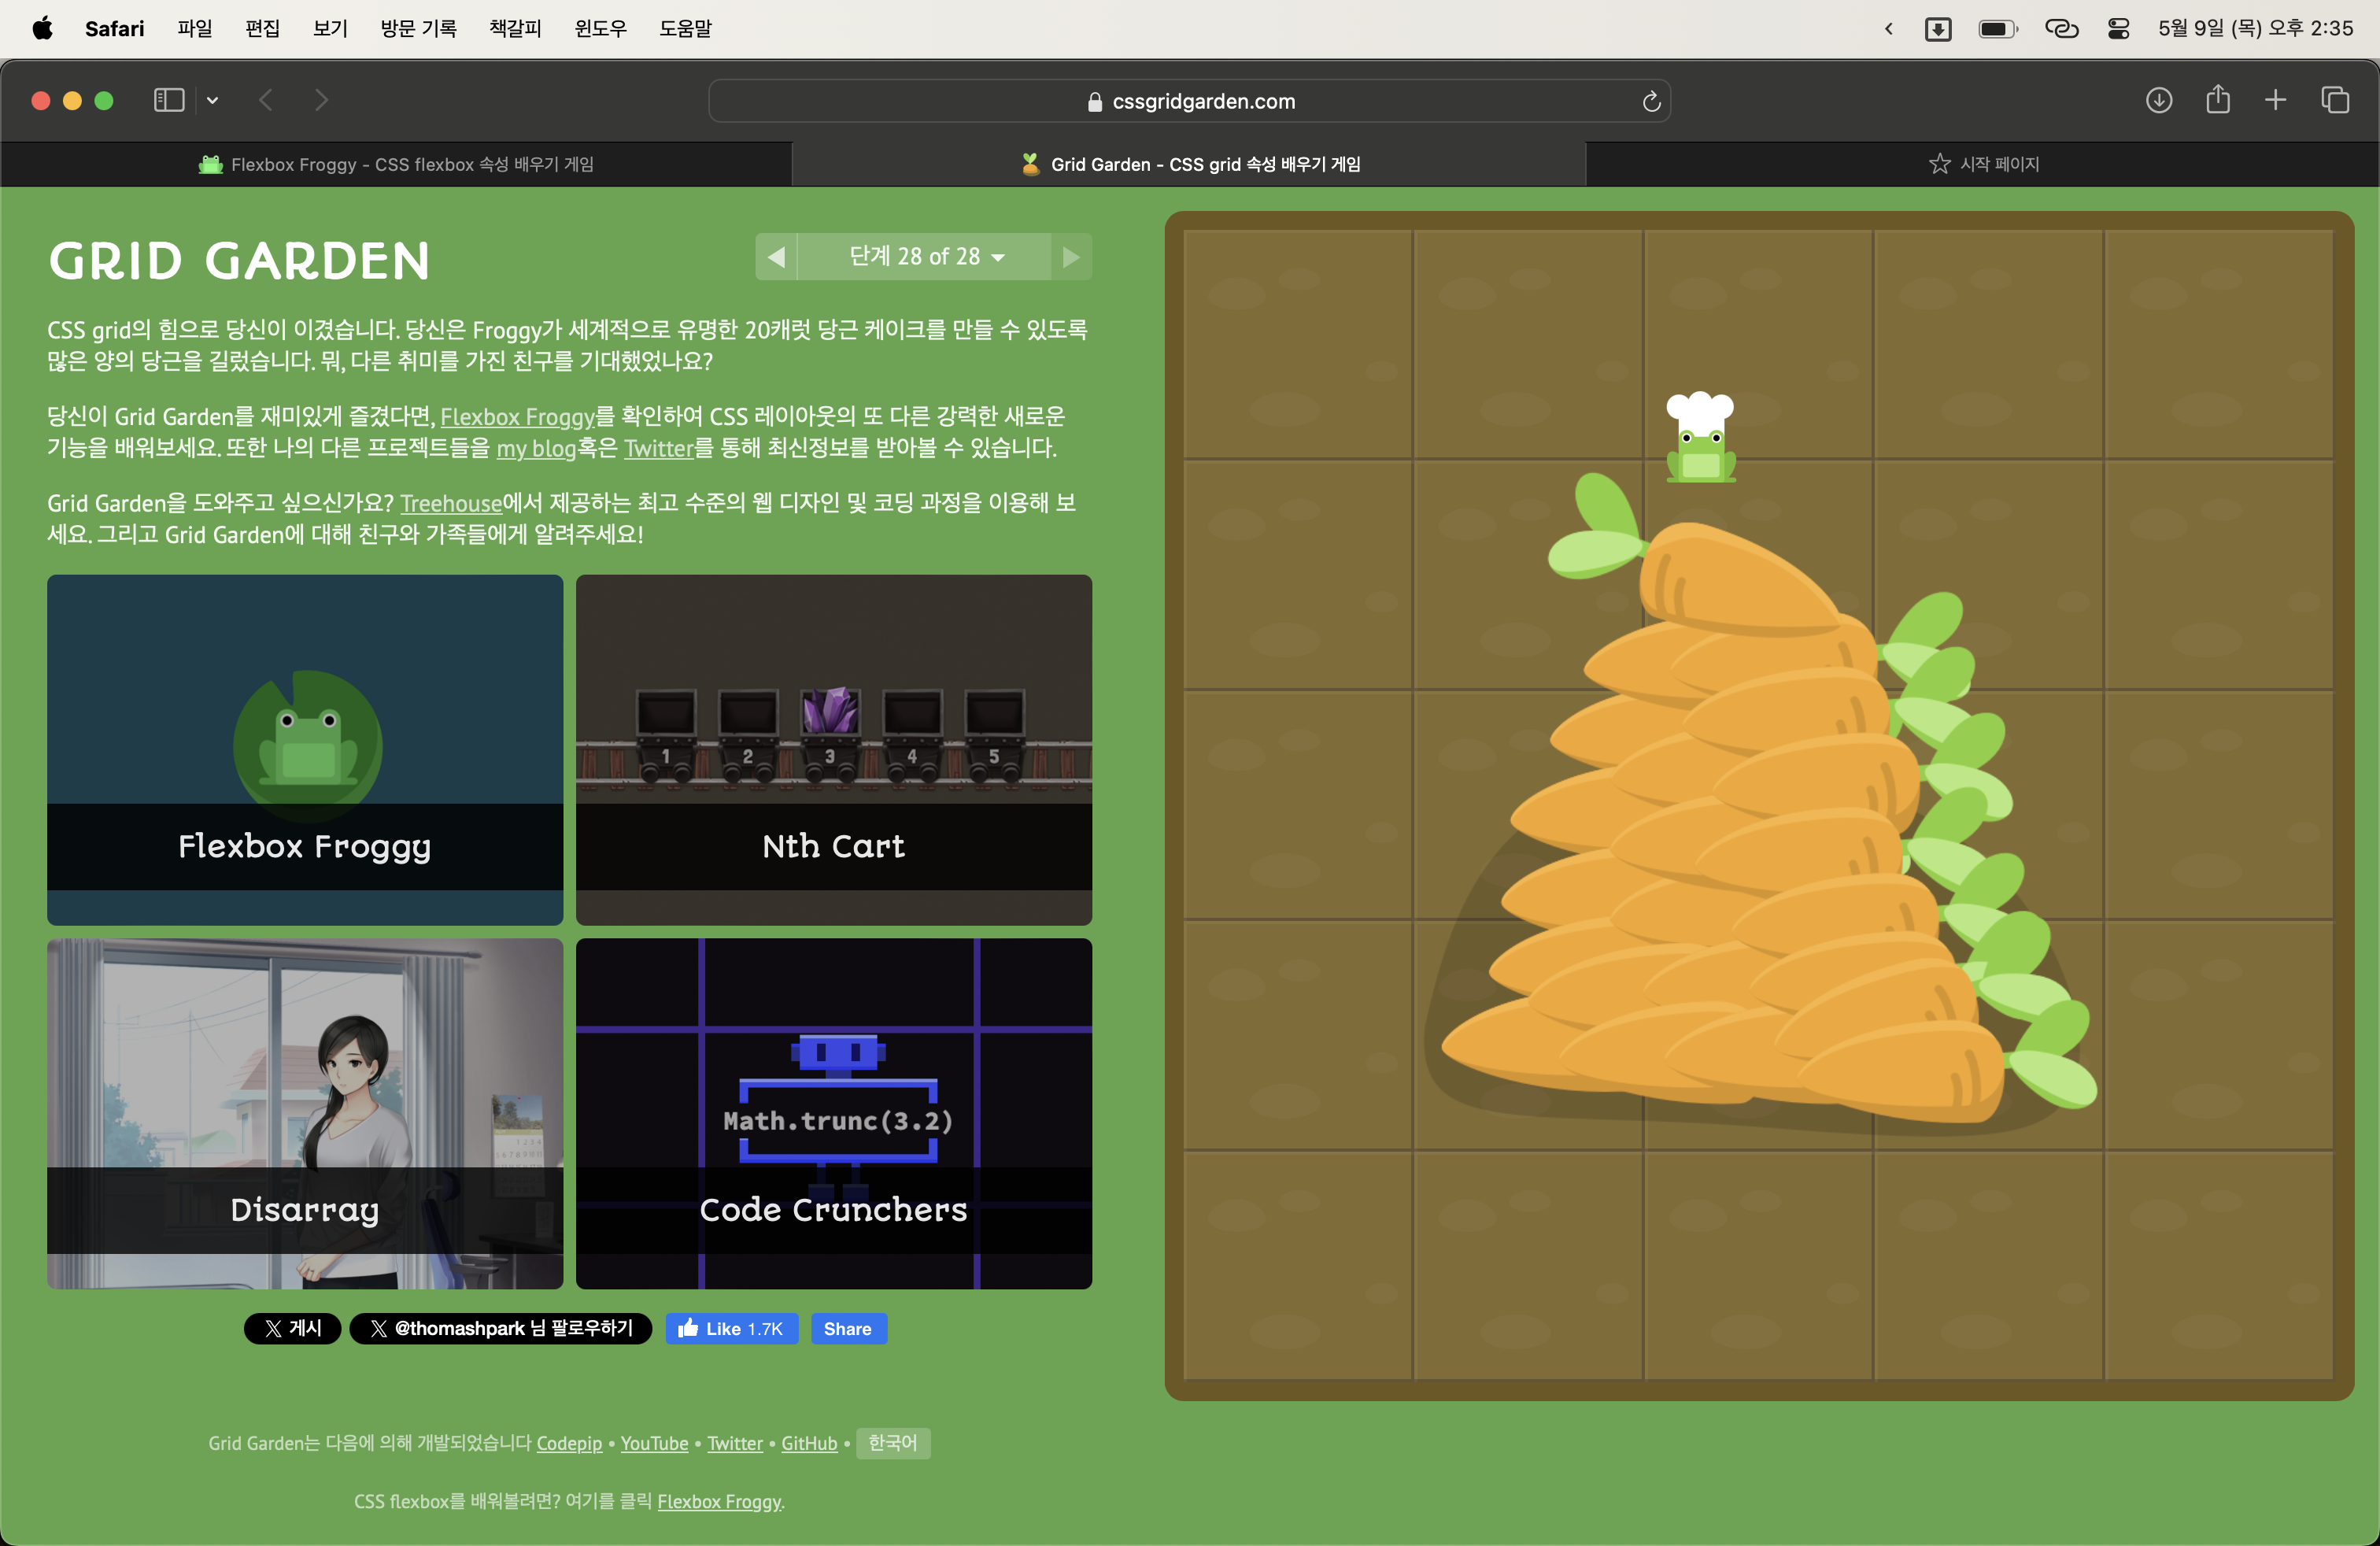 Safari 파일 편집 보기 방문 기록 책갈피 윈도우 도움말 5월 9일 (목) 오후 2:35
cssgridgarden.com
Flexbox Froggy - CSS flexbox 속성 배우기 게임
Grid Garden - CSS grid 속성 배우기 게임
시작 페이지
GRID GARDEN
단계 28 of 28
CSS grid의 힘으로 당신이 이겼습니다. 당신은 Froggy가 세계적으로 유명한 20캐럿 당근 케이크를 만들 수 있도록
많은 양의 당근을 길렀습니다. 뭐, 다른 취미를 가진 친구를 기대했었나요?
당신이 Grid Garden를 재미있게 즐겼다면, Flexbox Froggy를 확인하여 CSS 레이아웃의 또 다른 강력한 새로운
기능을 배워보세요. 또한 나의 다른 프로젝트들을 my blog혹은 Twitter를 통해 최신정보를 받아볼 수 있습니다.
Grid Garden을 도와주고 싶으신가요? Treehouse에서 제공하는 최고 수준의 웹 디자인 및 코딩 과정을 이용해 보
세요. 그리고 Grid Garden에 대해 친구와 가족들에게 알려주세요!
Flexbox Froggy
1 2 3 4 5
Nth Cart
Disarray
Math.trunc(3.2)
Code Crunchers
X 게시
X @thomashpark 님 팔로우하기
Like 1.7K
Share
Grid Garden는 다음에 의해 개발되었습니다 Codepip • YouTube • Twitter • GitHub • 한국어
CSS flexbox를 배워볼려면? 여기를 클릭 Flexbox Froggy.